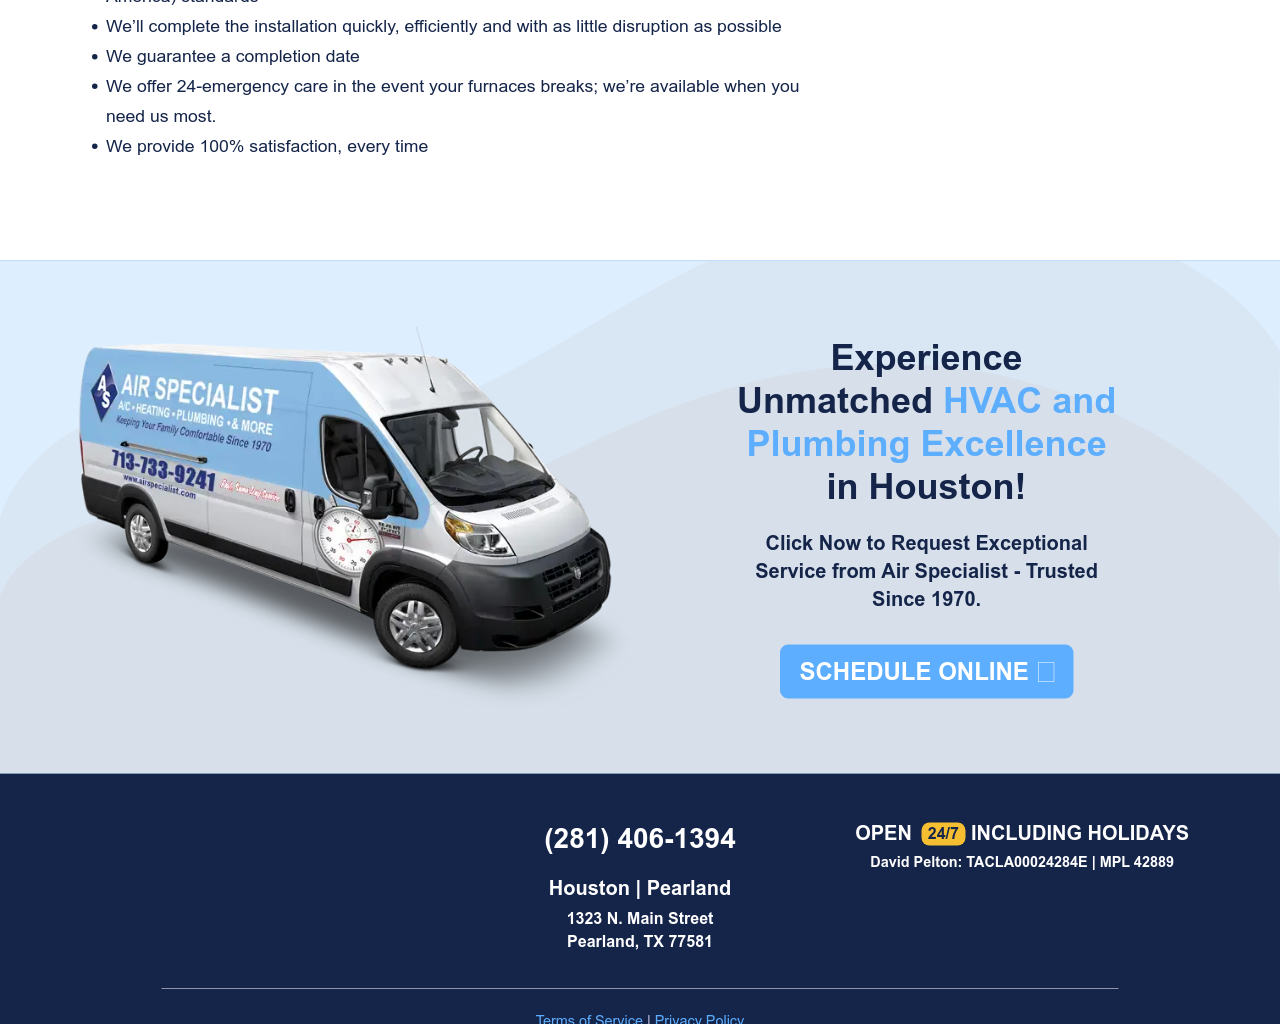 We’ll complete the installation quickly, efficiently and with as little disruption as possible
We guarantee a completion date
We offer 24-emergency care in the event your furnaces breaks; we’re available when you
need us most.
We provide 100% satisfaction, every time
AS
AIR SPECIALIST
A/C • HEATING • PLUMBING • & MORE
Keeping Your Family Comfortable Since 1970
713-733-9241
www.airspecialist.com
Experience
Unmatched HVAC and
Plumbing Excellence
in Houston!
Click Now to Request Exceptional
Service from Air Specialist - Trusted
Since 1970.
SCHEDULE ONLINE
(281) 406-1394
Houston | Pearland
1323 N. Main Street
Pearland, TX 77581
OPEN 24/7 INCLUDING HOLIDAYS
David Pelton: TACLA00024284E | MPL 42889
Terms of Service | Privacy Policy